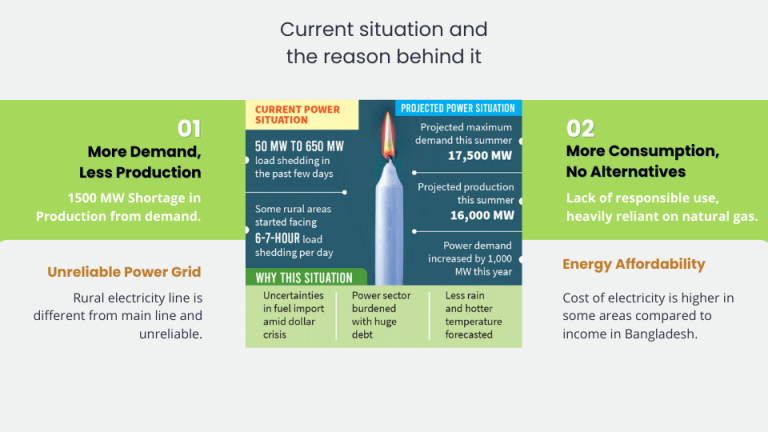 Current situation and
the reason behind it
01
More Demand,
Less Production
1500 MW Shortage in
Production from demand.
Unreliable Power Grid
Rural electricity line is
different from main line and
unreliable.
CURRENT POWER
SITUATION
50 MW TO 650 MW
load shedding in
the past few days
Some rural areas
started facing
6-7-HOUR load
shedding per day
PROJECTED POWER SITUATION
Projected maximum
demand this summer
17,500 MW
Projected production
this summer
16,000 MW
Power demand
increased by 1,000
MW this year
WHY THIS SITUATION
Uncertainties
in fuel import
amid dollar
crisis
Power sector
burdened
with huge
debt
Less rain
and hotter
temperature
forecasted
02
More Consumption,
No Alternatives
Lack of responsible use,
heavily reliant on natural gas.
Energy Affordability
Cost of electricity is higher in
some areas compared to
income in Bangladesh.